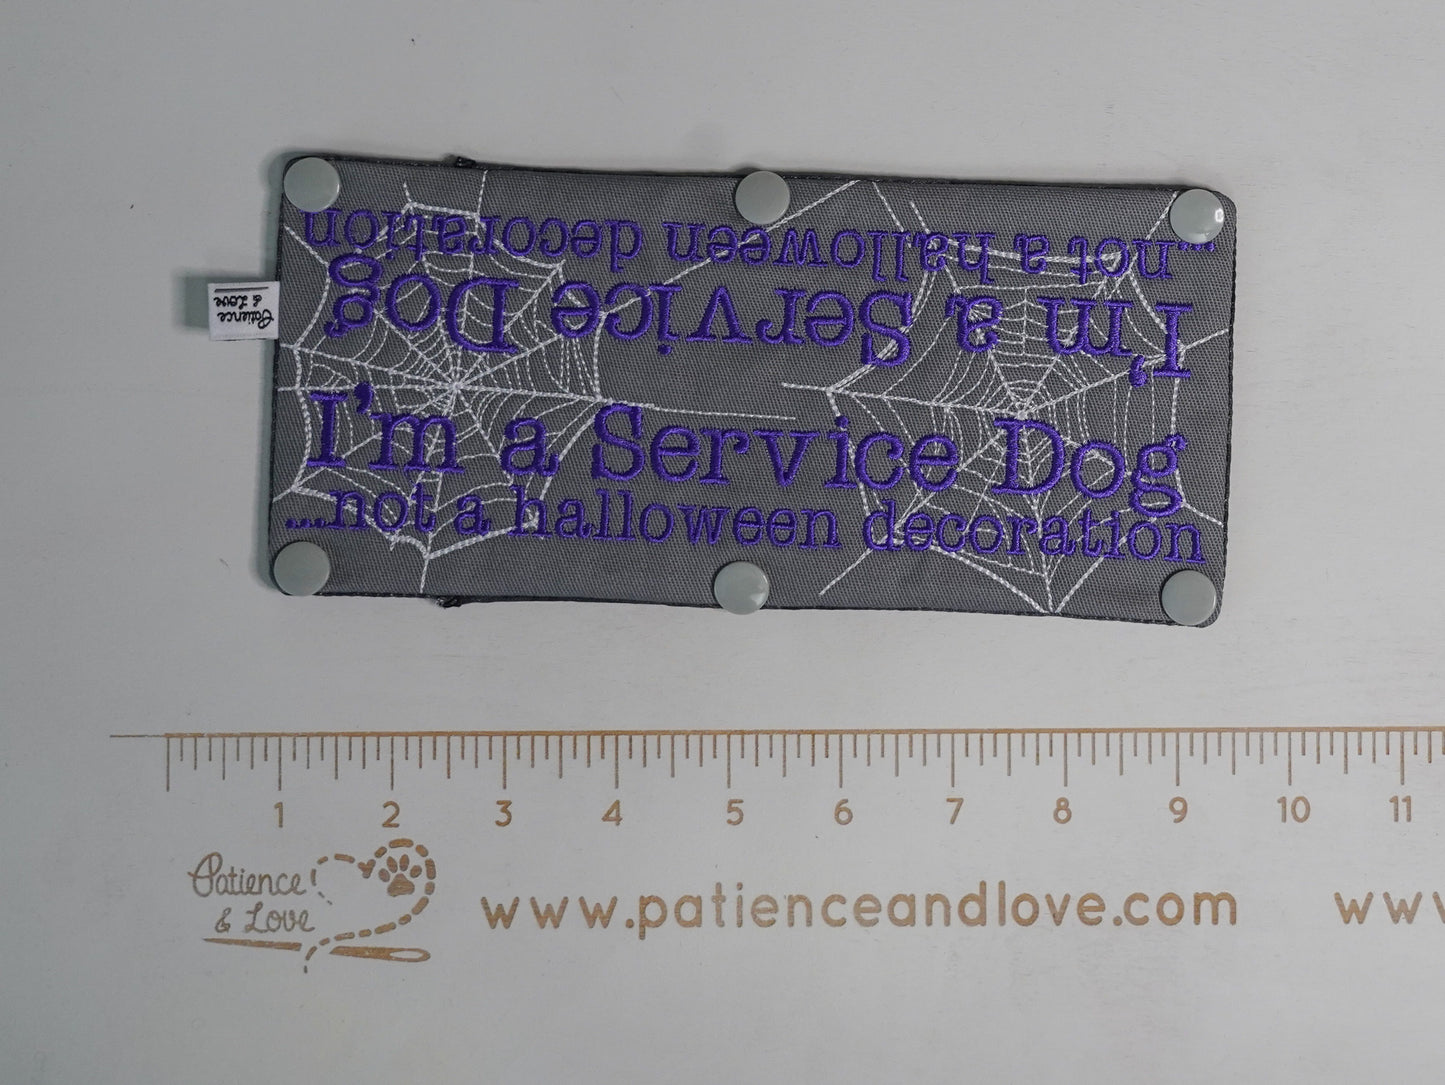 ...not a halloween decoration
I'm a Service Dog
Patience
& Love
I'm a Service Dog
...not a halloween decoration
1 2 3 4 5 6 7 8 9 10 11
Patience
& Love
www.patienceandlove.com
ww